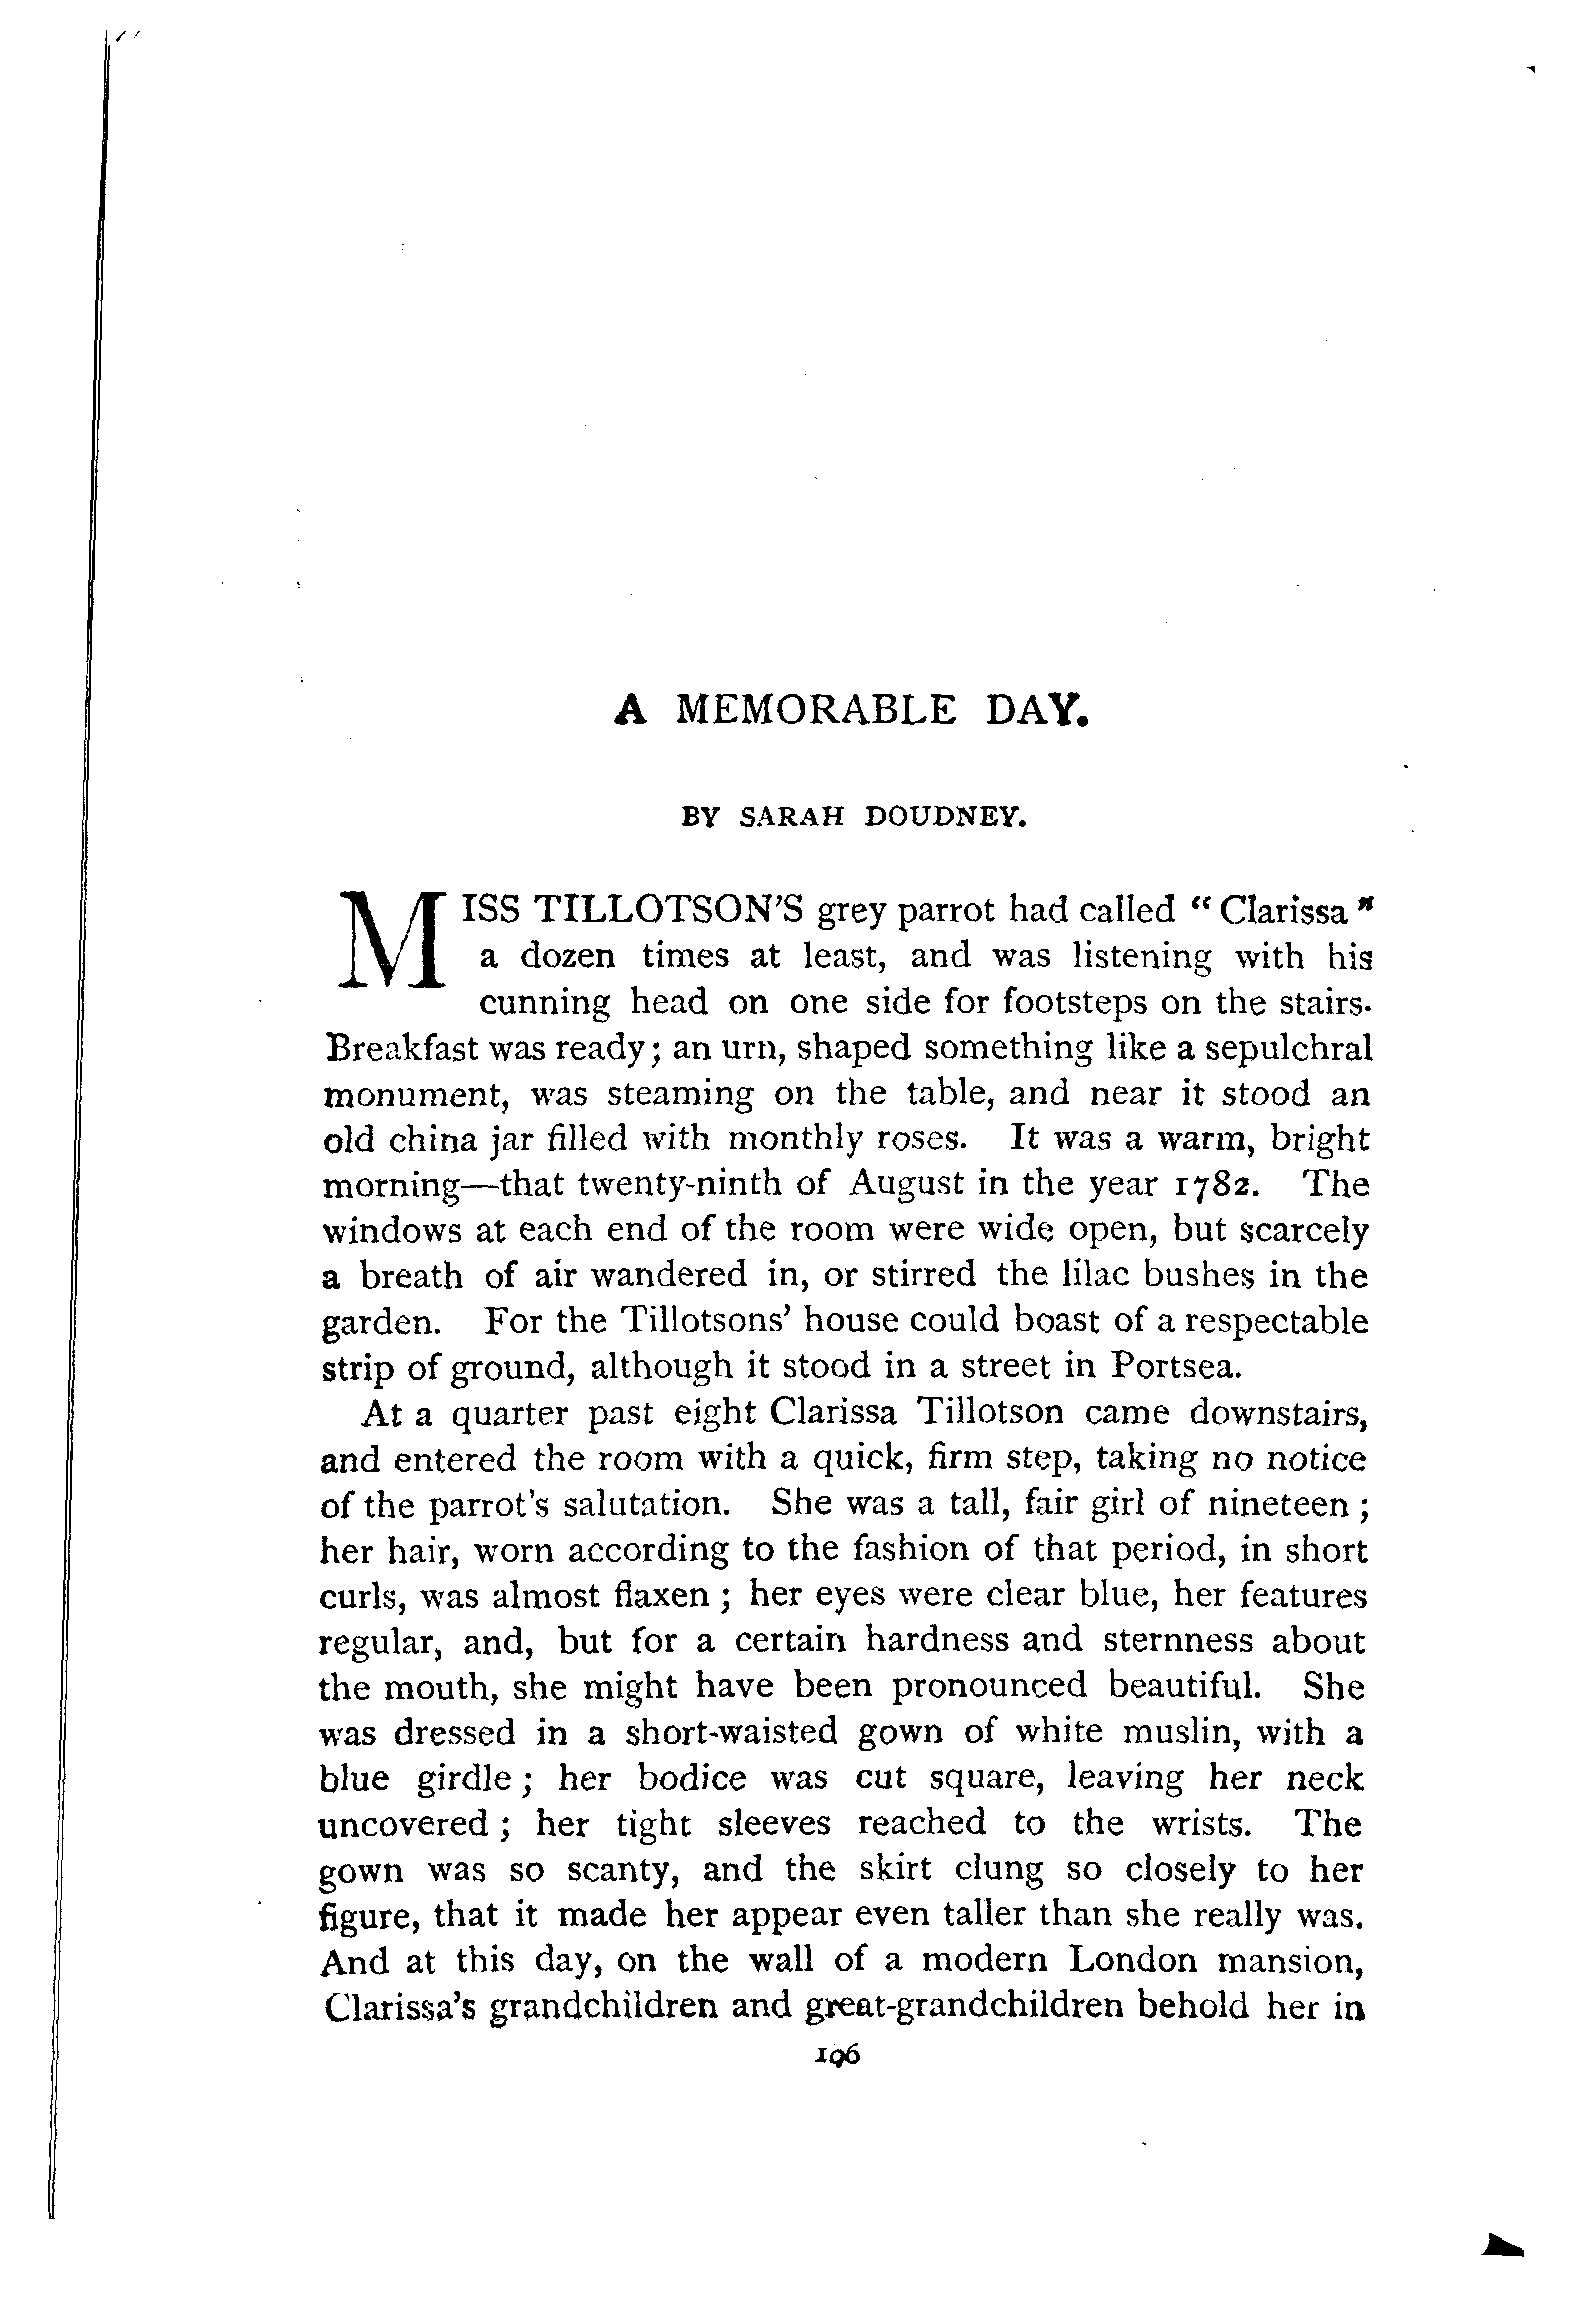 A MEMORABLE DAY.
BY SARAH DOUDNEY.
MISS TILLOTSON'S grey parrot had called "Clarissa"
a dozen times at least, and was listening with his
cunning head on one side for footsteps on the stairs.
Breakfast was ready; an urn, shaped something like a sepulchral
monument, was steaming on the table, and near it stood an
old china jar filled with monthly roses. It was a warm, bright
morning—that twenty-ninth of August in the year 1782. The
windows at each end of the room were wide open, but scarcely
a breath of air wandered in, or stirred the lilac bushes in the
garden. For the Tillotsons' house could boast of a respectable
strip of ground, although it stood in a street in Portsea.
At a quarter past eight Clarissa Tillotson came downstairs,
and entered the room with a quick, firm step, taking no notice
of the parrot's salutation. She was a tall, fair girl of nineteen;
her hair, worn according to the fashion of that period, in short
curls, was almost flaxen; her eyes were clear blue, her features
regular, and, but for a certain hardness and sternness about
the mouth, she might have been pronounced beautiful. She
was dressed in a short-waisted gown of white muslin, with a
blue girdle; her bodice was cut square, leaving her neck
uncovered; her tight sleeves reached to the wrists. The
gown was so scanty, and the skirt clung so closely to her
figure, that it made her appear even taller than she really was.
And at this day, on the wall of a modern London mansion,
Clarissa's grandchildren and great-grandchildren behold her in
196